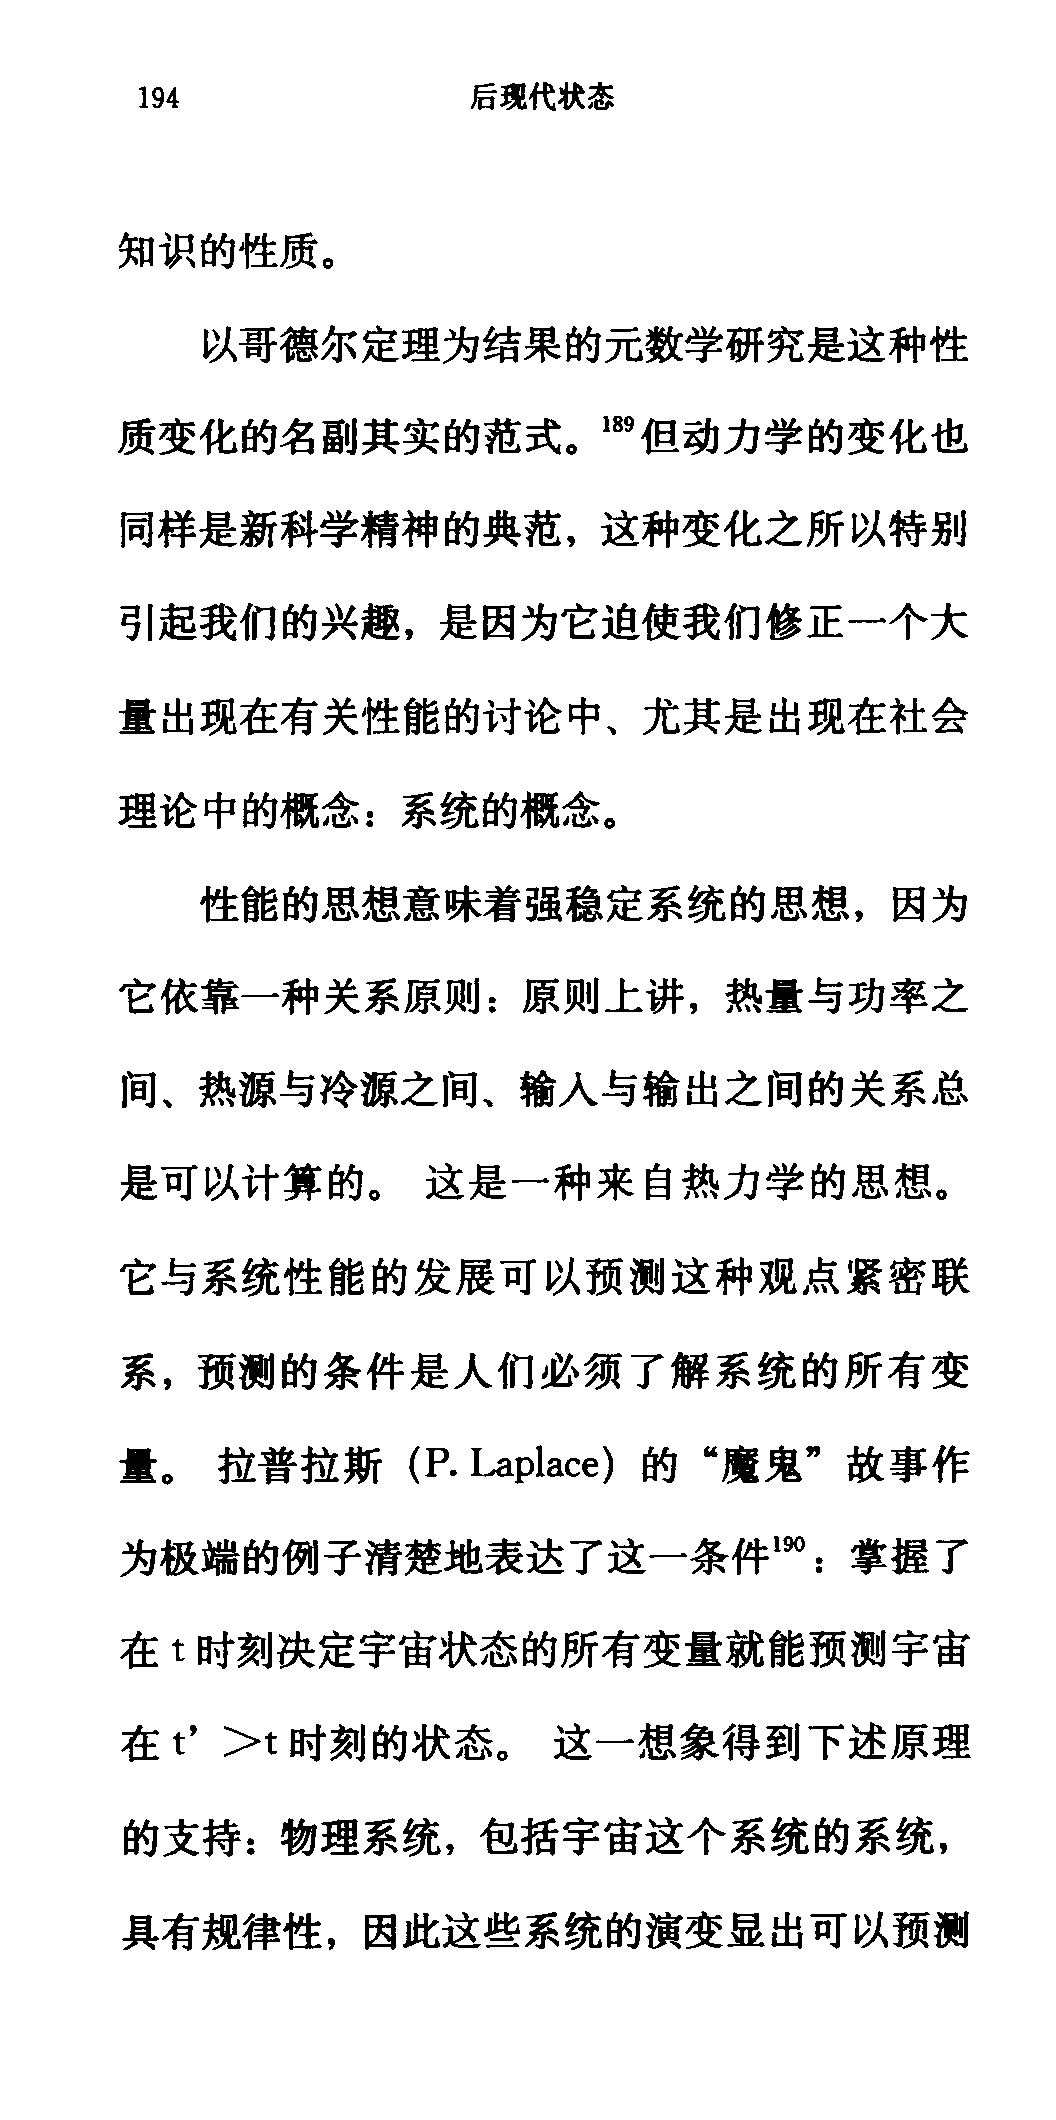 194 后现代状态
知识的性质。
以哥德尔定理为结果的元数学研究是这种性
质变化的名副其实的范式。189但动力学的变化也
同样是新科学精神的典范，这种变化之所以特别
引起我们的兴趣，是因为它迫使我们修正一个大
量出现在有关性能的讨论中、尤其是出现在社会
理论中的概念：系统的概念。
性能的思想意味着强稳定系统的思想，因为
它依靠一种关系原则：原则上讲，热量与功率之
间、热源与冷源之间、输入与输出之间的关系总
是可以计算的。 这是一种来自热力学的思想。
它与系统性能的发展可以预测这种观点紧密联
系，预测的条件是人们必须了解系统的所有变
量。 拉普拉斯（P. Laplace）的“魔鬼”故事作
为极端的例子清楚地表达了这一条件190：掌握了
在 t 时刻决定宇宙状态的所有变量就能预测宇宙
在 t’ ＞t 时刻的状态。 这一想象得到下述原理
的支持：物理系统，包括宇宙这个系统的系统，
具有规律性，因此这些系统的演变显出可以预测